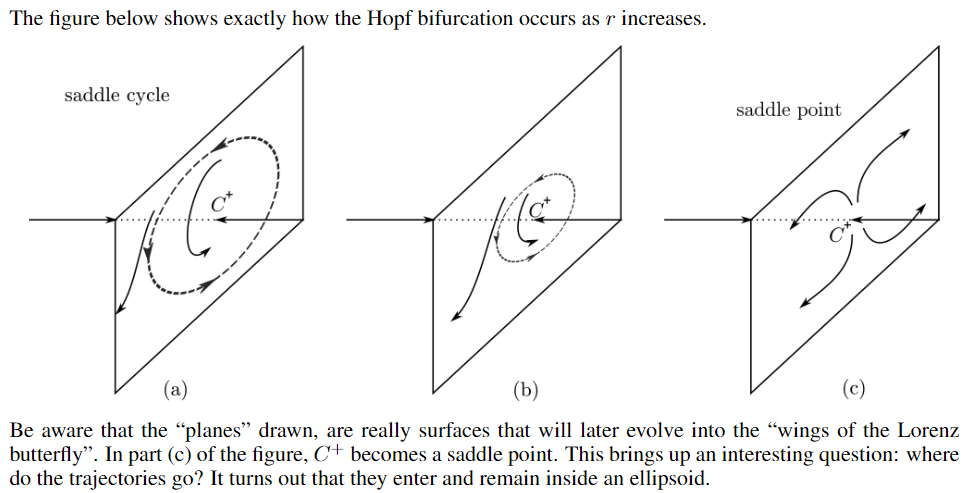 The figure below shows exactly how the Hopf bifurcation occurs as r increases.
saddle cycle
C⁺
(a)
C⁺
(b)
saddle point
C⁺
(c)
Be aware that the “planes” drawn, are really surfaces that will later evolve into the “wings of the Lorenz
butterfly”. In part (c) of the figure, C⁺ becomes a saddle point. This brings up an interesting question: where
do the trajectories go? It turns out that they enter and remain inside an ellipsoid.